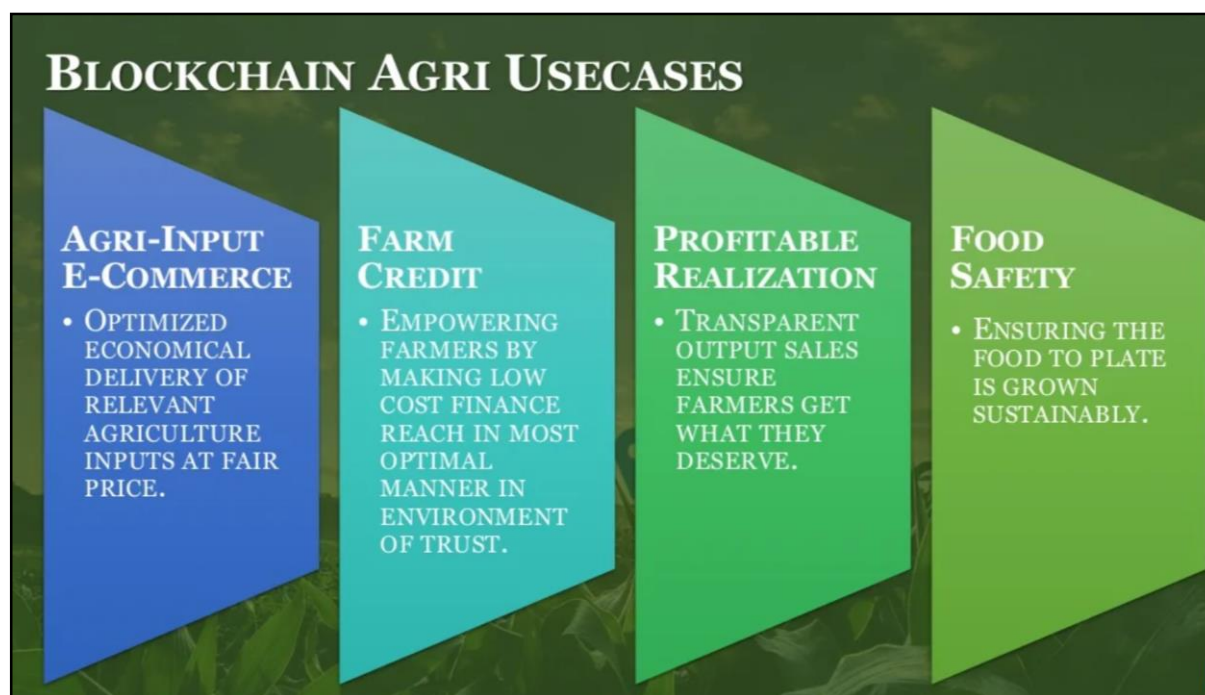 BLOCKCHAIN AGRI USECASES
AGRI-INPUT
E-COMMERCE
• OPTIMIZED
ECONOMICAL
DELIVERY OF
RELEVANT
AGRICULTURE
INPUTS AT FAIR
PRICE.
FARM
CREDIT
• EMPOWERING
FARMERS BY
MAKING LOW
COST FINANCE
REACH IN MOST
OPTIMAL
MANNER IN
ENVIRONMENT
OF TRUST.
PROFITABLE
REALIZATION
• TRANSPARENT
OUTPUT SALES
ENSURE
FARMERS GET
WHAT THEY
DESERVE.
FOOD
SAFETY
• ENSURING THE
FOOD TO PLATE
IS GROWN
SUSTAINABLY.